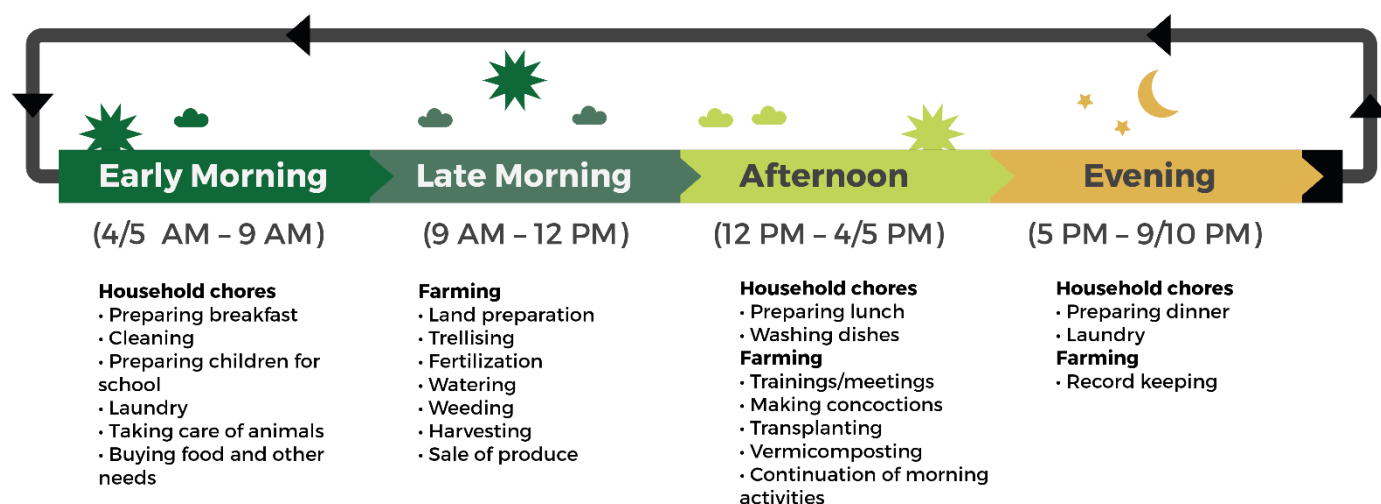 Early Morning
Late Morning
Afternoon
Evening
(4/5 AM – 9 AM)
(9 AM – 12 PM)
(12 PM – 4/5 PM)
(5 PM – 9/10 PM)
Household chores
• Preparing breakfast
• Cleaning
• Preparing children for
school
• Laundry
• Taking care of animals
• Buying food and other
needs
Farming
• Land preparation
• Trellising
• Fertilization
• Watering
• Weeding
• Harvesting
• Sale of produce
Household chores
• Preparing lunch
• Washing dishes
Farming
• Trainings/meetings
• Making concoctions
• Transplanting
• Vermicomposting
• Continuation of morning
activities
Household chores
• Preparing dinner
• Laundry
Farming
• Record keeping